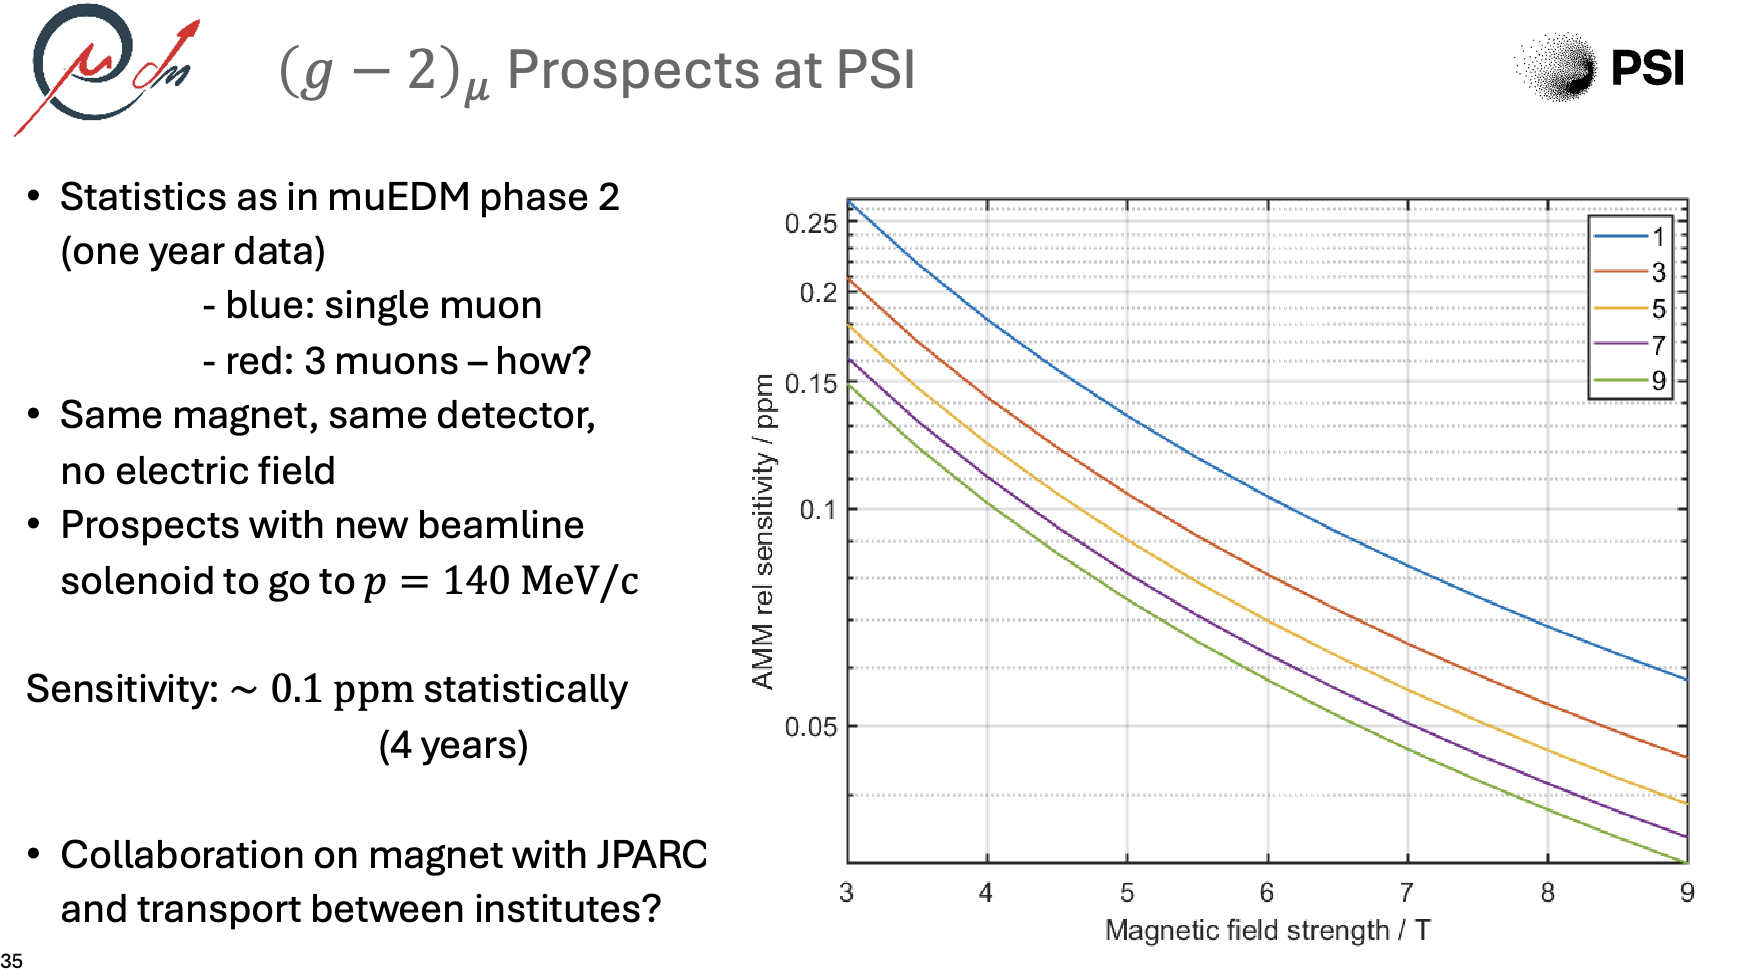 μ dm
(g − 2)μ Prospects at PSI
PSI
• Statistics as in muEDM phase 2
(one year data)
- blue: single muon
- red: 3 muons – how?
• Same magnet, same detector,
no electric field
• Prospects with new beamline
solenoid to go to p = 140 MeV/c
Sensitivity: ~ 0.1 ppm statistically
(4 years)
• Collaboration on magnet with JPARC
and transport between institutes?
35
AMM rel sensitivity / ppm
0.25
0.2
0.15
0.1
0.05
3 4 5 6 7 8 9
Magnetic field strength / T
1
3
5
7
9